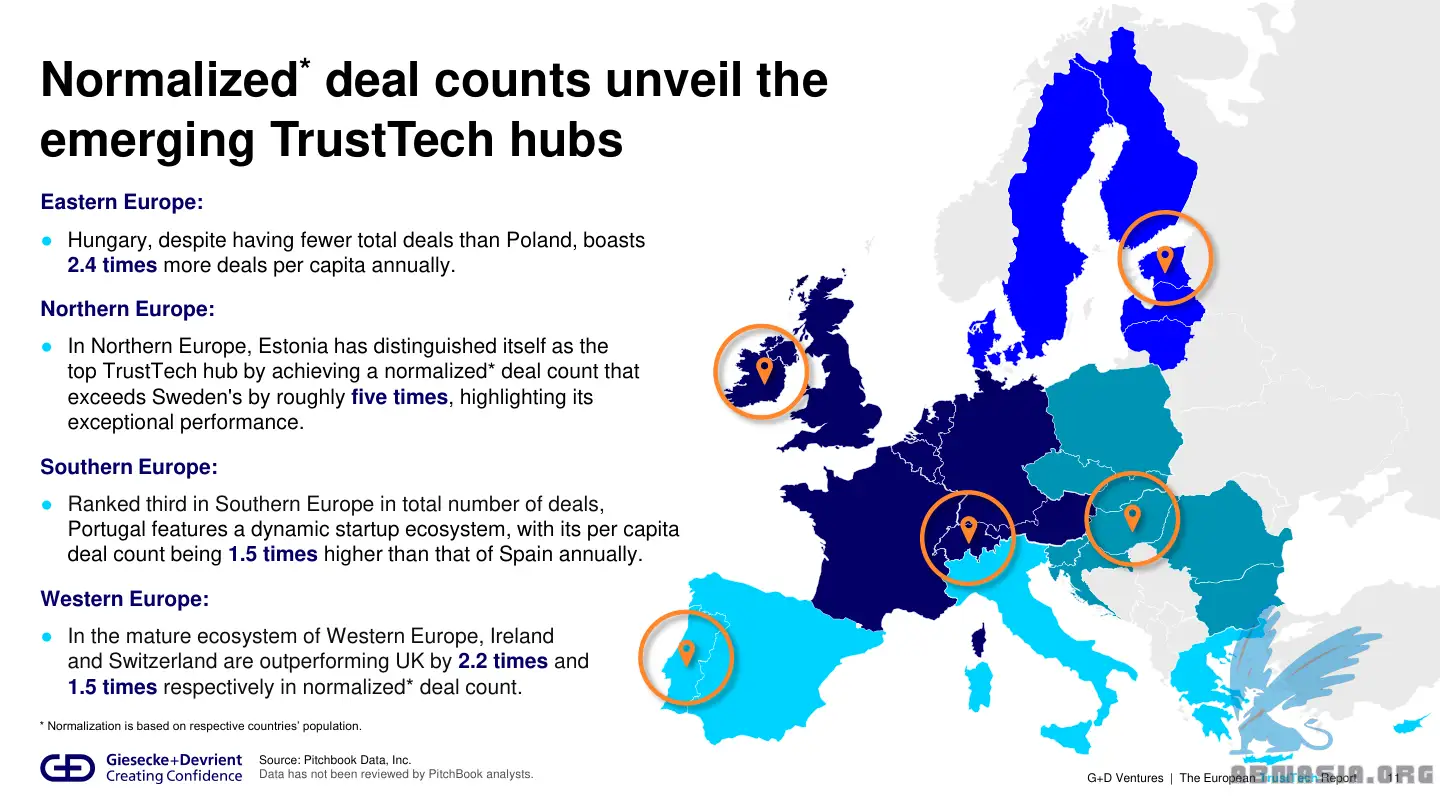 Normalized* deal counts unveil the
emerging TrustTech hubs
Eastern Europe:
● Hungary, despite having fewer total deals than Poland, boasts
2.4 times more deals per capita annually.
Northern Europe:
● In Northern Europe, Estonia has distinguished itself as the
top TrustTech hub by achieving a normalized* deal count that
exceeds Sweden's by roughly five times, highlighting its
exceptional performance.
Southern Europe:
● Ranked third in Southern Europe in total number of deals,
Portugal features a dynamic startup ecosystem, with its per capita
deal count being 1.5 times higher than that of Spain annually.
Western Europe:
● In the mature ecosystem of Western Europe, Ireland
and Switzerland are outperforming UK by 2.2 times and
1.5 times respectively in normalized* deal count.
* Normalization is based on respective countries' population.
G+D
Giesecke+Devrient
Creating Confidence
Source: Pitchbook Data, Inc.
Data has not been reviewed by PitchBook analysts.
G+D Ventures | The European TrustTech Report 11
ARMASIA.ORG